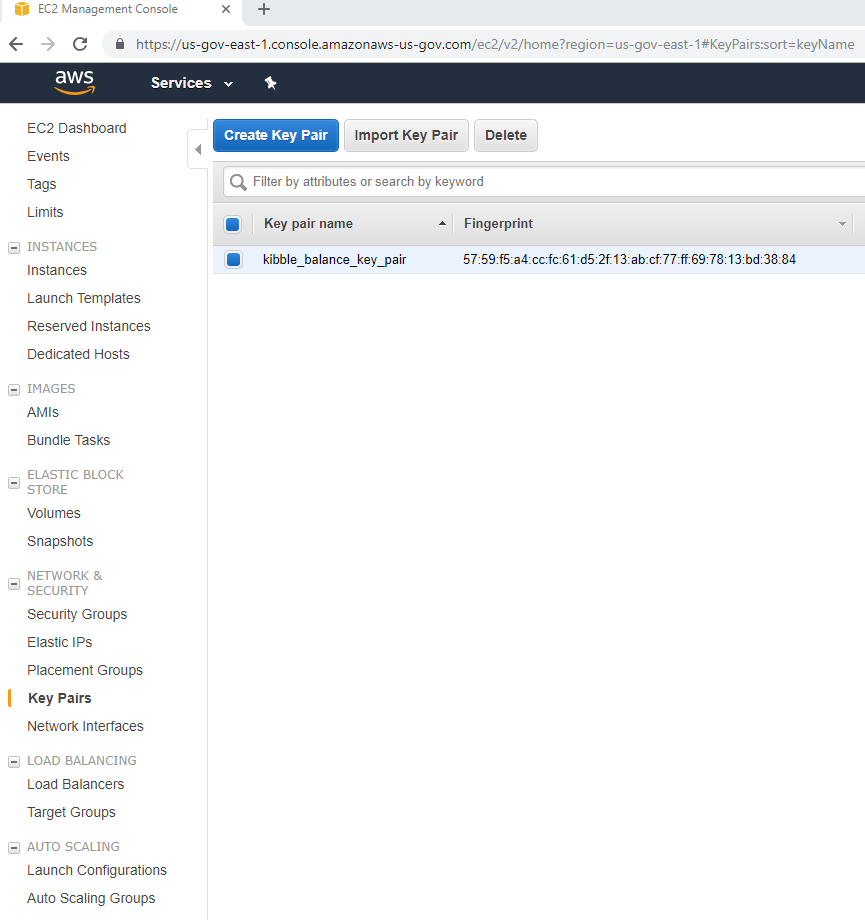 EC2 Management Console
https://us-gov-east-1.console.amazonaws-us-gov.com/ec2/v2/home?region=us-gov-east-1#KeyPairs:sort=keyName
aws
Services
EC2 Dashboard
Events
Tags
Limits
INSTANCES
Instances
Launch Templates
Reserved Instances
Dedicated Hosts
IMAGES
AMIs
Bundle Tasks
ELASTIC BLOCK
STORE
Volumes
Snapshots
NETWORK &
SECURITY
Security Groups
Elastic IPs
Placement Groups
Key Pairs
Network Interfaces
LOAD BALANCING
Load Balancers
Target Groups
AUTO SCALING
Launch Configurations
Auto Scaling Groups
Create Key Pair Import Key Pair Delete
Filter by attributes or search by keyword
Key pair name Fingerprint
kibble_balance_key_pair 57:59:f5:a4:cc:fc:61:d5:2f:13:ab:cf:77:ff:69:78:13:bd:38:84